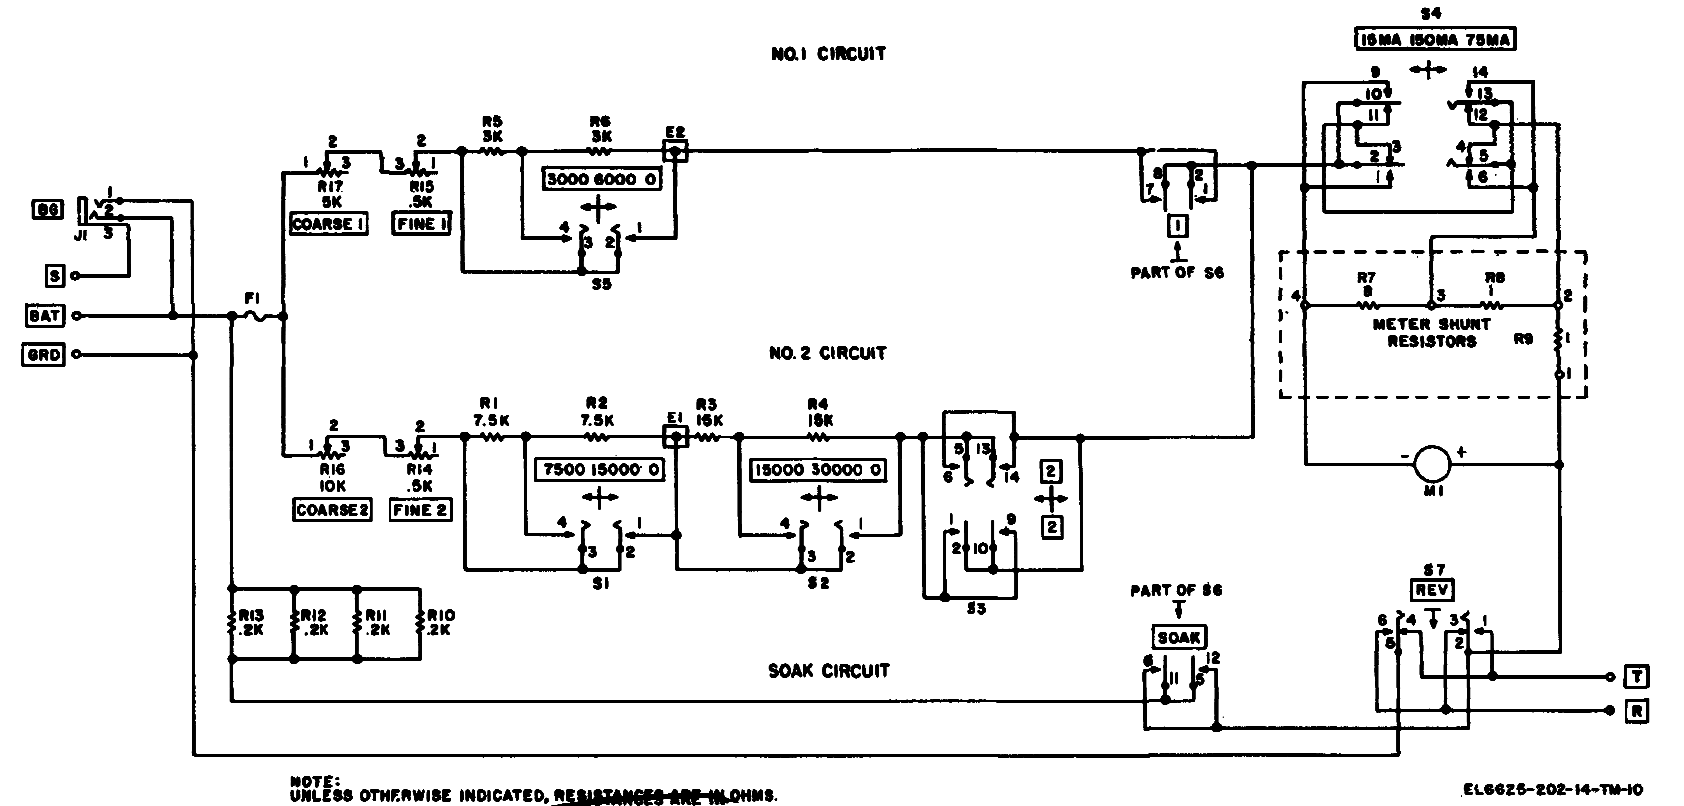 S4
15MA 150MA 75MA
NO.1 CIRCUIT
9 14
10 13
11 12
3 4
2 5
1 6
R5
3K
R6
3K
E2
2
1 3
R17
5K
COARSE 1
2
3 1
R15
.5K
FINE 1
3000 6000 0
4 3 2 1
S5
8 2
7 1
1
PART OF S6
BG
J1
1
2
3
S
BAT
GRD
F1
4
R7
8
3
R8
1
2
METER SHUNT
RESISTORS
R9
1
1
NO. 2 CIRCUIT
R1
7.5K
R2
7.5K
E1
R3
15K
R4
15K
2
1 3
R16
10K
COARSE 2
2
3 1
R14
.5K
FINE 2
7500 15000 0
15000 30000 0
4 1
3 2
S1
4 1
3 2
S2
5 13
6 14
1 9
2 10
S3
2
2
- +
M1
R13
.2K
R12
.2K
R11
.2K
R10
.2K
SOAK CIRCUIT
PART OF S6
SOAK
6 12
11 5
S7
REV
6 4 3 1
5 2
T
R
NOTE:
UNLESS OTHERWISE INDICATED, RESISTANCES ARE IN OHMS.
EL6625-202-14-TM-10